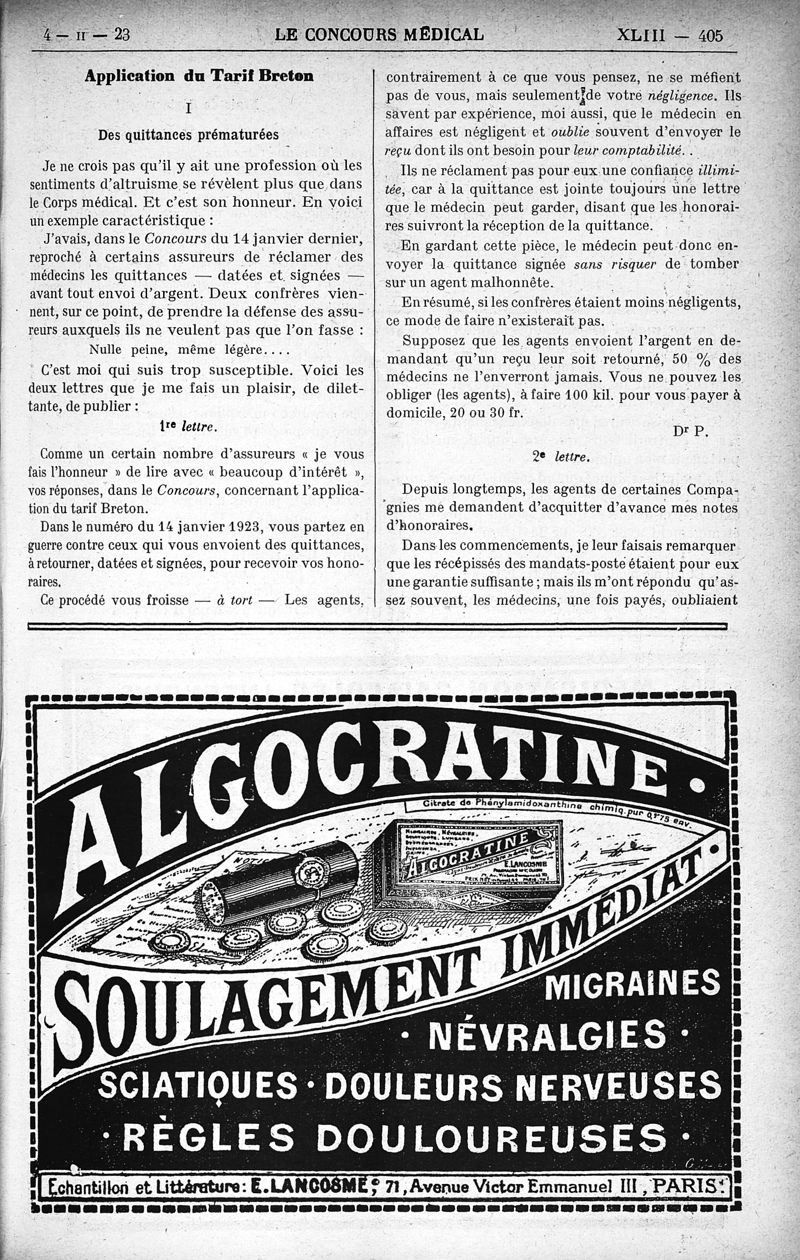 4 — II — 23
LE CONCOURS MÉDICAL
XLIII — 405
Application du Tarif Breton
I
Des quittances prématurées
Je ne crois pas qu'il y ait une profession où les
sentiments d'altruisme se révèlent plus que dans
le Corps médical. Et c'est son honneur. En voici
un exemple caractéristique :
J'avais, dans le Concours du 14 janvier dernier,
reproché à certains assureurs de réclamer des
médecins les quittances — datées et signées —
avant tout envoi d'argent. Deux confrères vien-
nent, sur ce point, de prendre la défense des assu-
reurs auxquels ils ne veulent pas que l'on fasse :
Nulle peine, même légère....
C'est moi qui suis trop susceptible. Voici les
deux lettres que je me fais un plaisir, de dilet-
tante, de publier :
1re lettre.
Comme un certain nombre d'assureurs « je vous
fais l'honneur » de lire avec « beaucoup d'intérêt »,
vos réponses, dans le Concours, concernant l'applica-
tion du tarif Breton.
Dans le numéro du 14 janvier 1923, vous partez en
guerre contre ceux qui vous envoient des quittances,
à retourner, datées et signées, pour recevoir vos hono-
raires.
Ce procédé vous froisse — à tort — Les agents,
contrairement à ce que vous pensez, ne se méfient
pas de vous, mais seulement de votre négligence. Ils
savent par expérience, moi aussi, que le médecin en
affaires est négligent et oublie souvent d'envoyer le
reçu dont ils ont besoin pour leur comptabilité. .
Ils ne réclament pas pour eux une confiance illimi-
tée, car à la quittance est jointe toujours une lettre
que le médecin peut garder, disant que les honorai-
res suivront la réception de la quittance.
En gardant cette pièce, le médecin peut donc en-
voyer la quittance signée sans risquer de tomber
sur un agent malhonnête.
En résumé, si les confrères étaient moins négligents,
ce mode de faire n'existerait pas.
Supposez que les agents envoient l'argent en de-
mandant qu'un reçu leur soit retourné, 50 % des
médecins ne l'enverront jamais. Vous ne pouvez les
obliger (les agents), à faire 100 kil. pour vous payer à
domicile, 20 ou 30 fr.
Dr P.
2e lettre.
Depuis longtemps, les agents de certaines Compa-
gnies me demandent d'acquitter d'avance mes notes
d'honoraires.
Dans les commencements, je leur faisais remarquer
que les récépissés des mandats-poste étaient pour eux
une garantie suffisante ; mais ils m'ont répondu qu'as-
sez souvent, les médecins, une fois payés, oubliaient
ALGOCRATINE •
Citrate de Phénylamidoxanthine chimiq. pur 0,775 env.
NOTICE
MIGRAINES, NÉVRALGIES
ALGOCRATINE
E. LANCOSME
SOULAGEMENT IMMÉDIAT •
MIGRAINES
• NÉVRALGIES •
SCIATIQUES • DOULEURS NERVEUSES
• RÈGLES DOULOUREUSES •
Echantillon et Littérature: E. LANCOSME, 71, Avenue Victor Emmanuel III, PARIS.